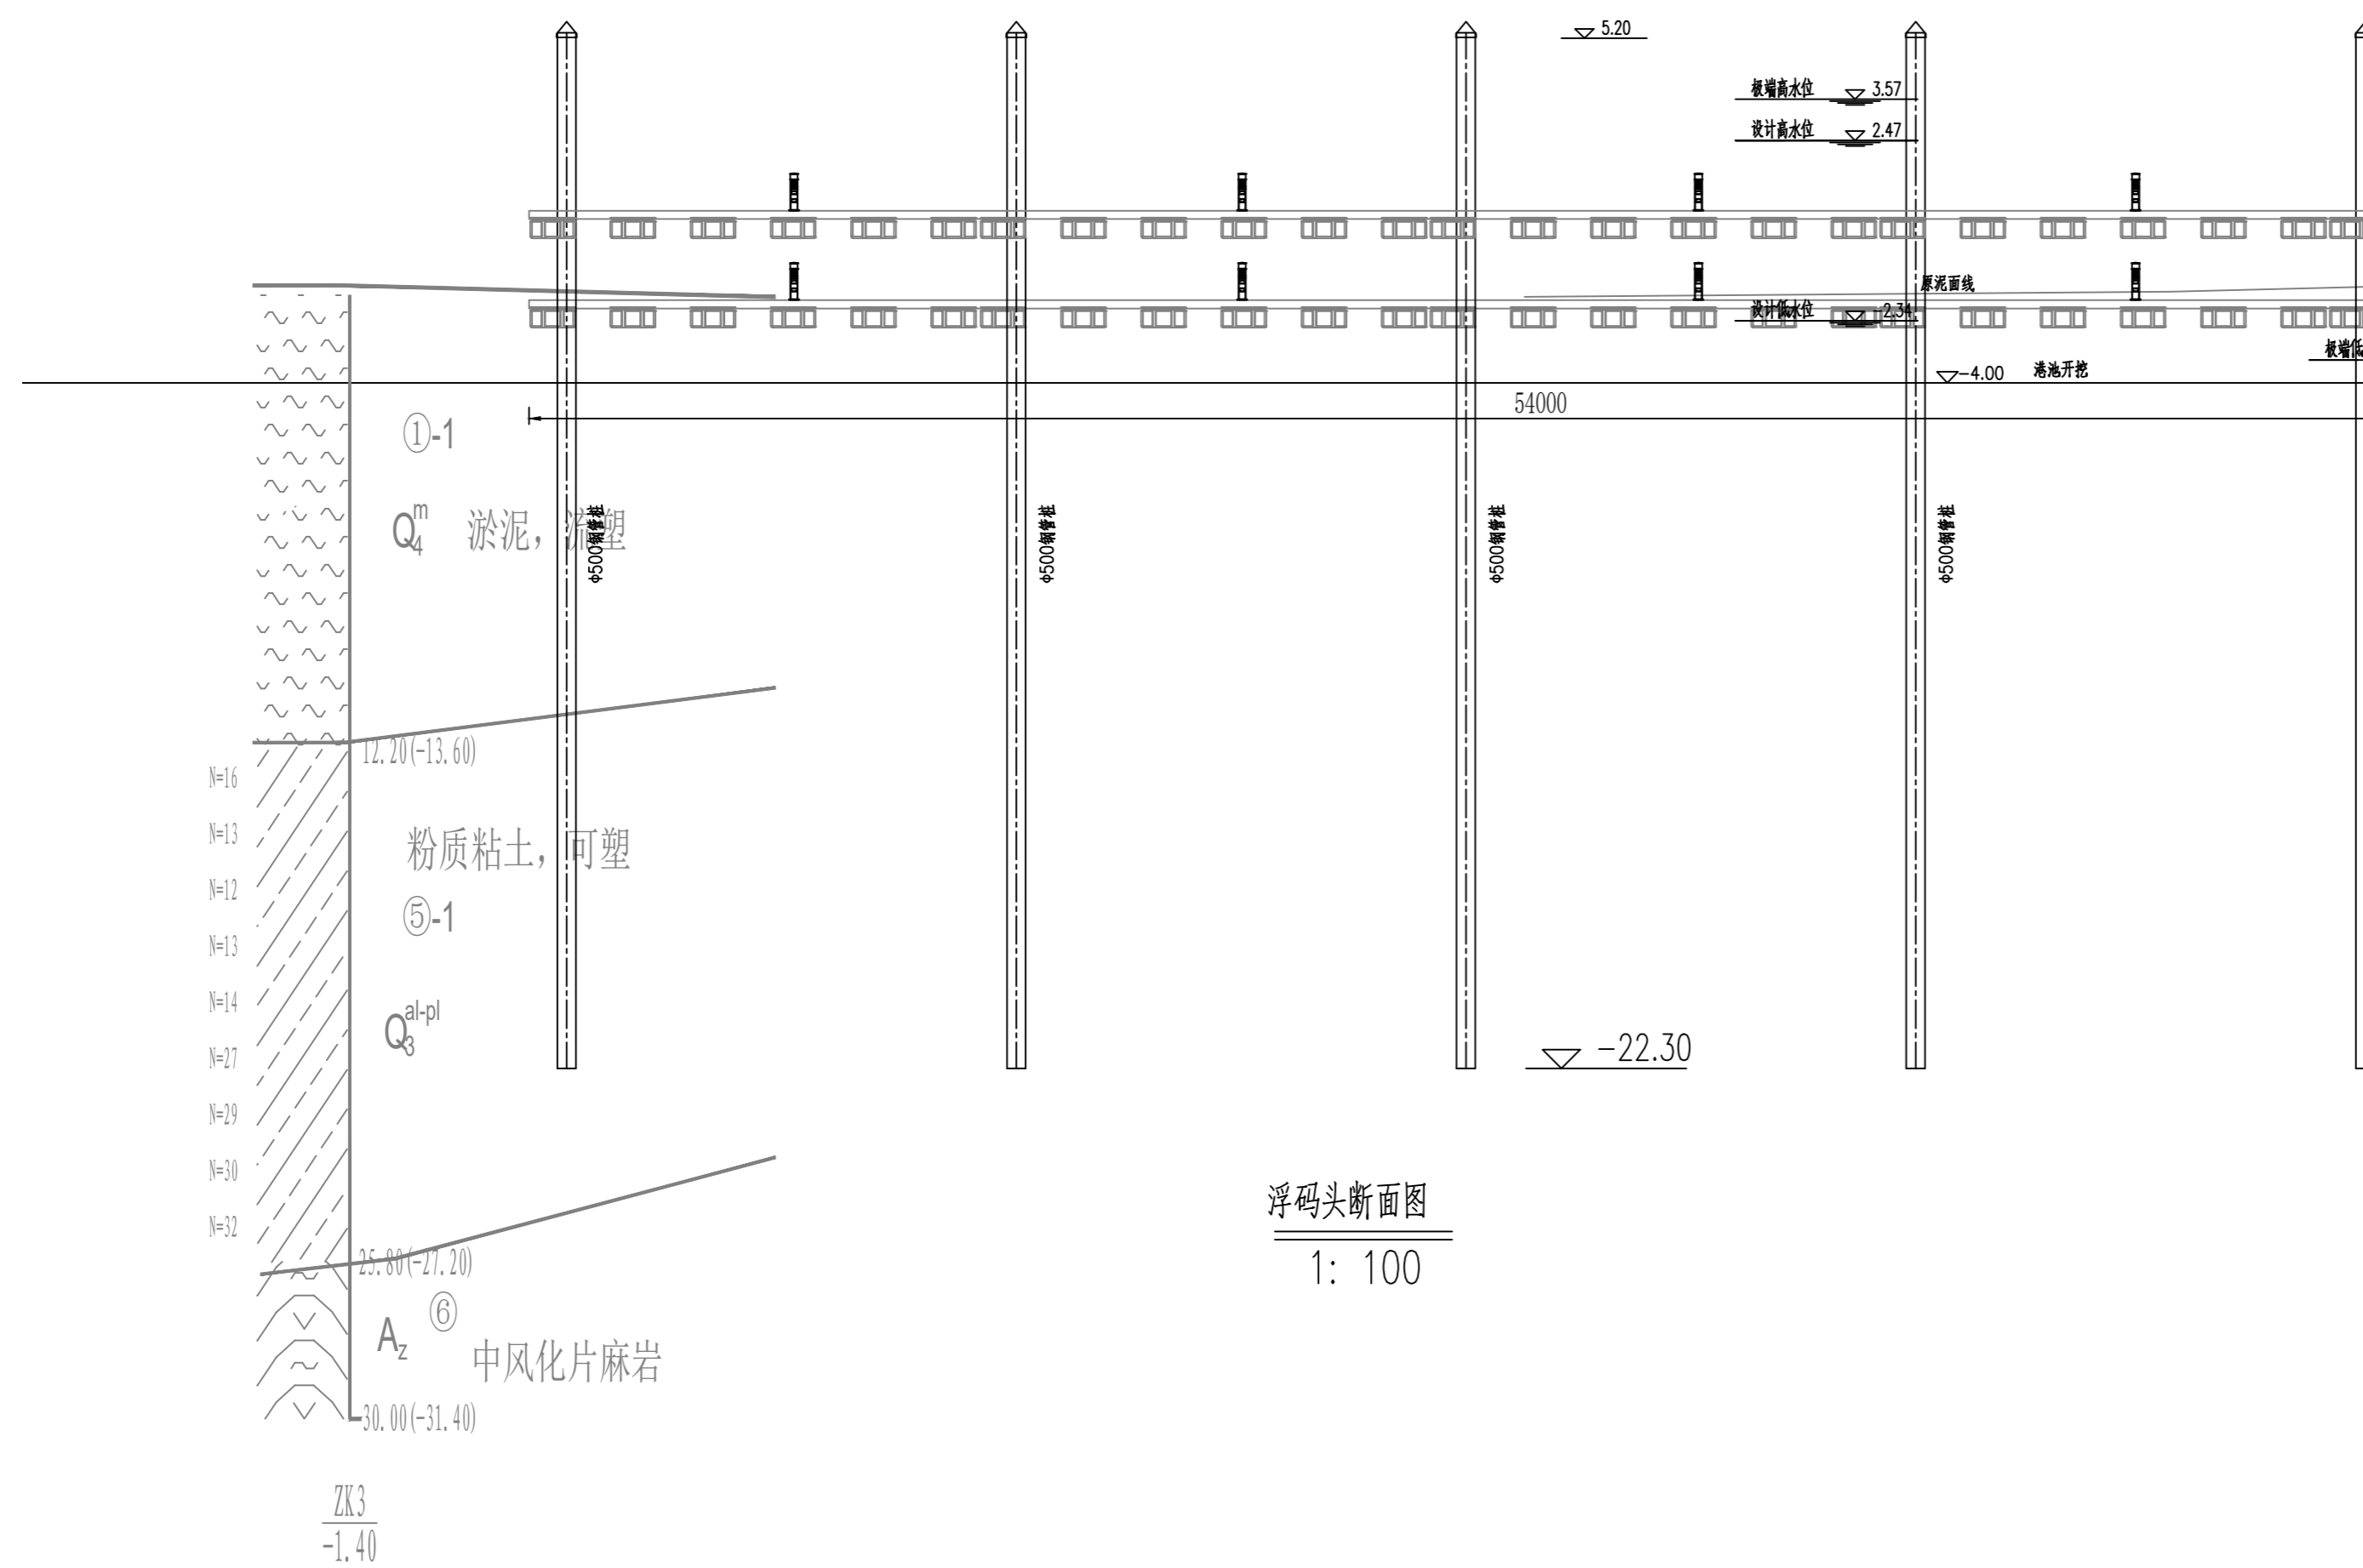 5.20
极端高水位 3.57
设计高水位 2.47
原泥面线
设计低水位 -2.34
极端低
-4.00 港池开挖
54000
①-1
Q4m 淤泥，流塑
φ500钢管桩
φ500钢管桩
φ500钢管桩
φ500钢管桩
12.20(-13.60)
N=16
N=13
粉质粘土，可塑
N=12
⑤-1
N=13
N=14
Q3al-pl
N=27
-22.30
N=29
N=30
浮码头断面图
N=32
25.80(-27.20)
1: 100
⑥
Az
中风化片麻岩
30.00(-31.40)
ZK3
-1.40